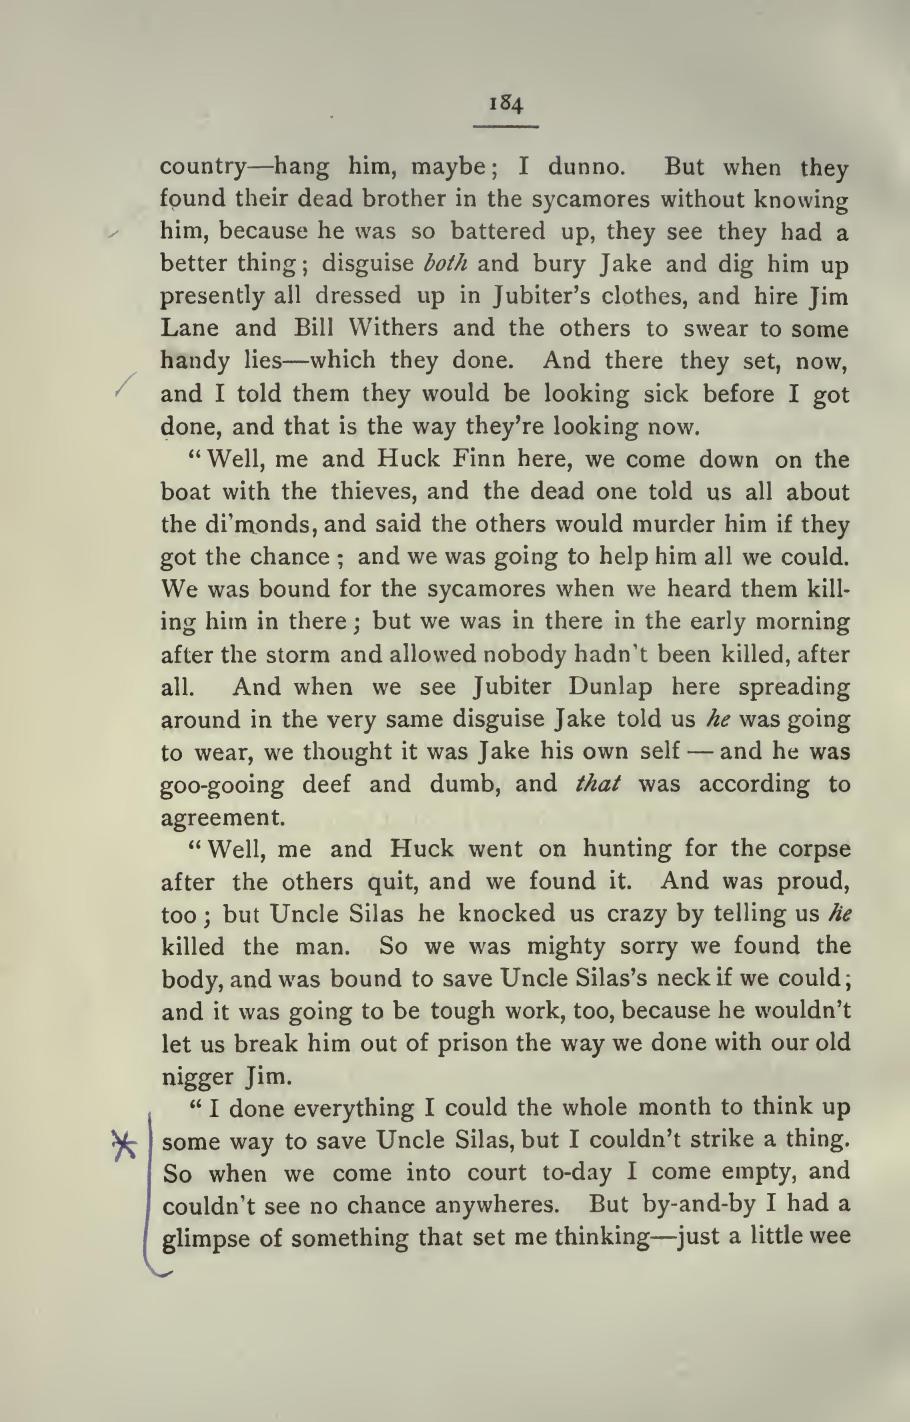 184
country—hang him, maybe; I dunno. But when they
found their dead brother in the sycamores without knowing
him, because he was so battered up, they see they had a
better thing; disguise both and bury Jake and dig him up
presently all dressed up in Jubiter's clothes, and hire Jim
Lane and Bill Withers and the others to swear to some
handy lies—which they done. And there they set, now,
and I told them they would be looking sick before I got
done, and that is the way they're looking now.
"Well, me and Huck Finn here, we come down on the
boat with the thieves, and the dead one told us all about
the di'monds, and said the others would murder him if they
got the chance; and we was going to help him all we could.
We was bound for the sycamores when we heard them kill-
ing him in there; but we was in there in the early morning
after the storm and allowed nobody hadn't been killed, after
all. And when we see Jubiter Dunlap here spreading
around in the very same disguise Jake told us he was going
to wear, we thought it was Jake his own self — and he was
goo-gooing deef and dumb, and that was according to
agreement.
"Well, me and Huck went on hunting for the corpse
after the others quit, and we found it. And was proud,
too; but Uncle Silas he knocked us crazy by telling us he
killed the man. So we was mighty sorry we found the
body, and was bound to save Uncle Silas's neck if we could;
and it was going to be tough work, too, because he wouldn't
let us break him out of prison the way we done with our old
nigger Jim.
"I done everything I could the whole month to think up
some way to save Uncle Silas, but I couldn't strike a thing.
So when we come into court to-day I come empty, and
couldn't see no chance anywheres. But by-and-by I had a
glimpse of something that set me thinking—just a little wee